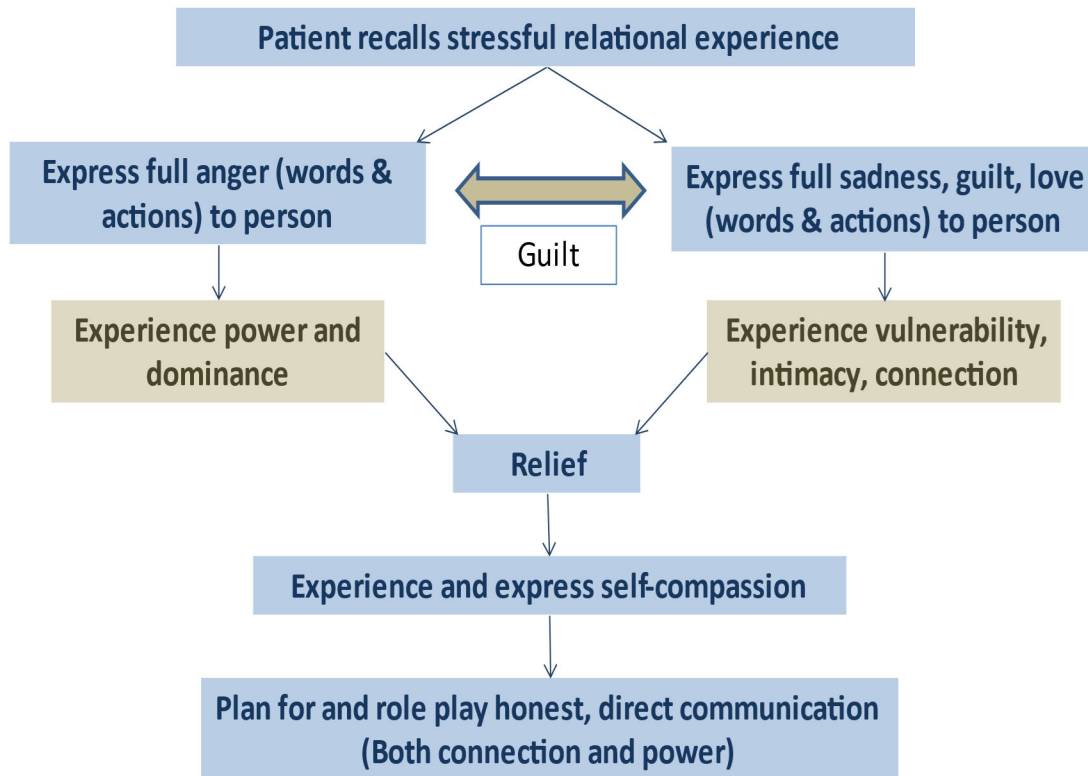 Patient recalls stressful relational experience
Express full anger (words &
actions) to person
Guilt
Express full sadness, guilt, love
(words & actions) to person
Experience power and
dominance
Experience vulnerability,
intimacy, connection
Relief
Experience and express self-compassion
Plan for and role play honest, direct communication
(Both connection and power)